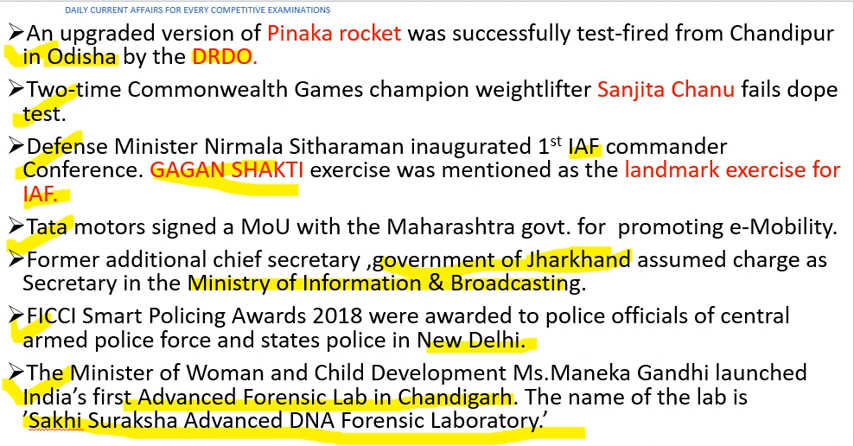 DAILY CURRENT AFFAIRS FOR EVERY COMPETITIVE EXAMINATIONS
➢An upgraded version of Pinaka rocket was successfully test-fired from Chandipur
in Odisha by the DRDO.
➢Two-time Commonwealth Games champion weightlifter Sanjita Chanu fails dope
test.
➢Defense Minister Nirmala Sitharaman inaugurated 1st IAF commander
Conference. GAGAN SHAKTI exercise was mentioned as the landmark exercise for
IAF.
➢Tata motors signed a MoU with the Maharashtra govt. for promoting e-Mobility.
➢Former additional chief secretary ,government of Jharkhand assumed charge as
Secretary in the Ministry of Information & Broadcasting.
➢FICCI Smart Policing Awards 2018 were awarded to police officials of central
armed police force and states police in New Delhi.
➢The Minister of Woman and Child Development Ms.Maneka Gandhi launched
India’s first Advanced Forensic Lab in Chandigarh. The name of the lab is
’Sakhi Suraksha Advanced DNA Forensic Laboratory.’